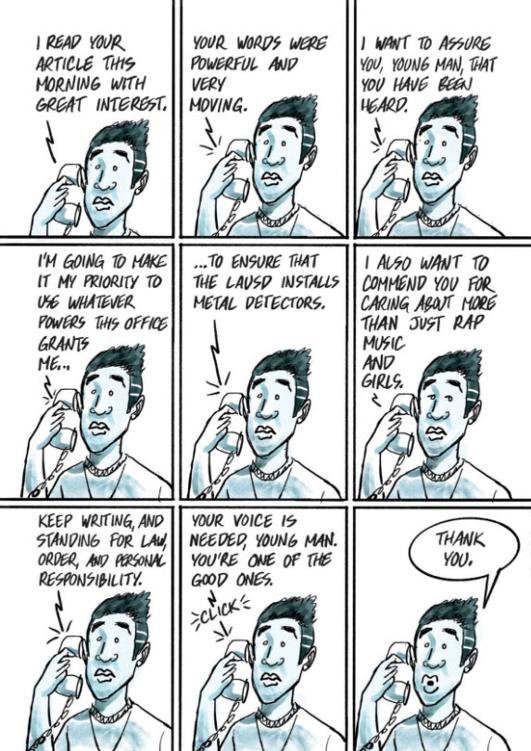 I READ YOUR
ARTICLE THIS
MORNING WITH
GREAT INTEREST.
YOUR WORDS WERE
POWERFUL AND
VERY
MOVING.
I WANT TO ASSURE
YOU, YOUNG MAN, THAT
YOU HAVE BEEN
HEARD.
I'M GOING TO MAKE
IT MY PRIORITY TO
USE WHATEVER
POWERS THIS OFFICE
GRANTS
ME...
...TO ENSURE THAT
THE LAUSD INSTALLS
METAL DETECTORS.
I ALSO WANT TO
COMMEND YOU FOR
CARING ABOUT MORE
THAN JUST RAP
MUSIC
AND
GIRLS.
KEEP WRITING, AND
STANDING FOR LAW,
ORDER, AND PERSONAL
RESPONSIBILITY.
YOUR VOICE IS
NEEDED, YOUNG MAN.
YOU'RE ONE OF THE
GOOD ONES.
CLICK
THANK
YOU.